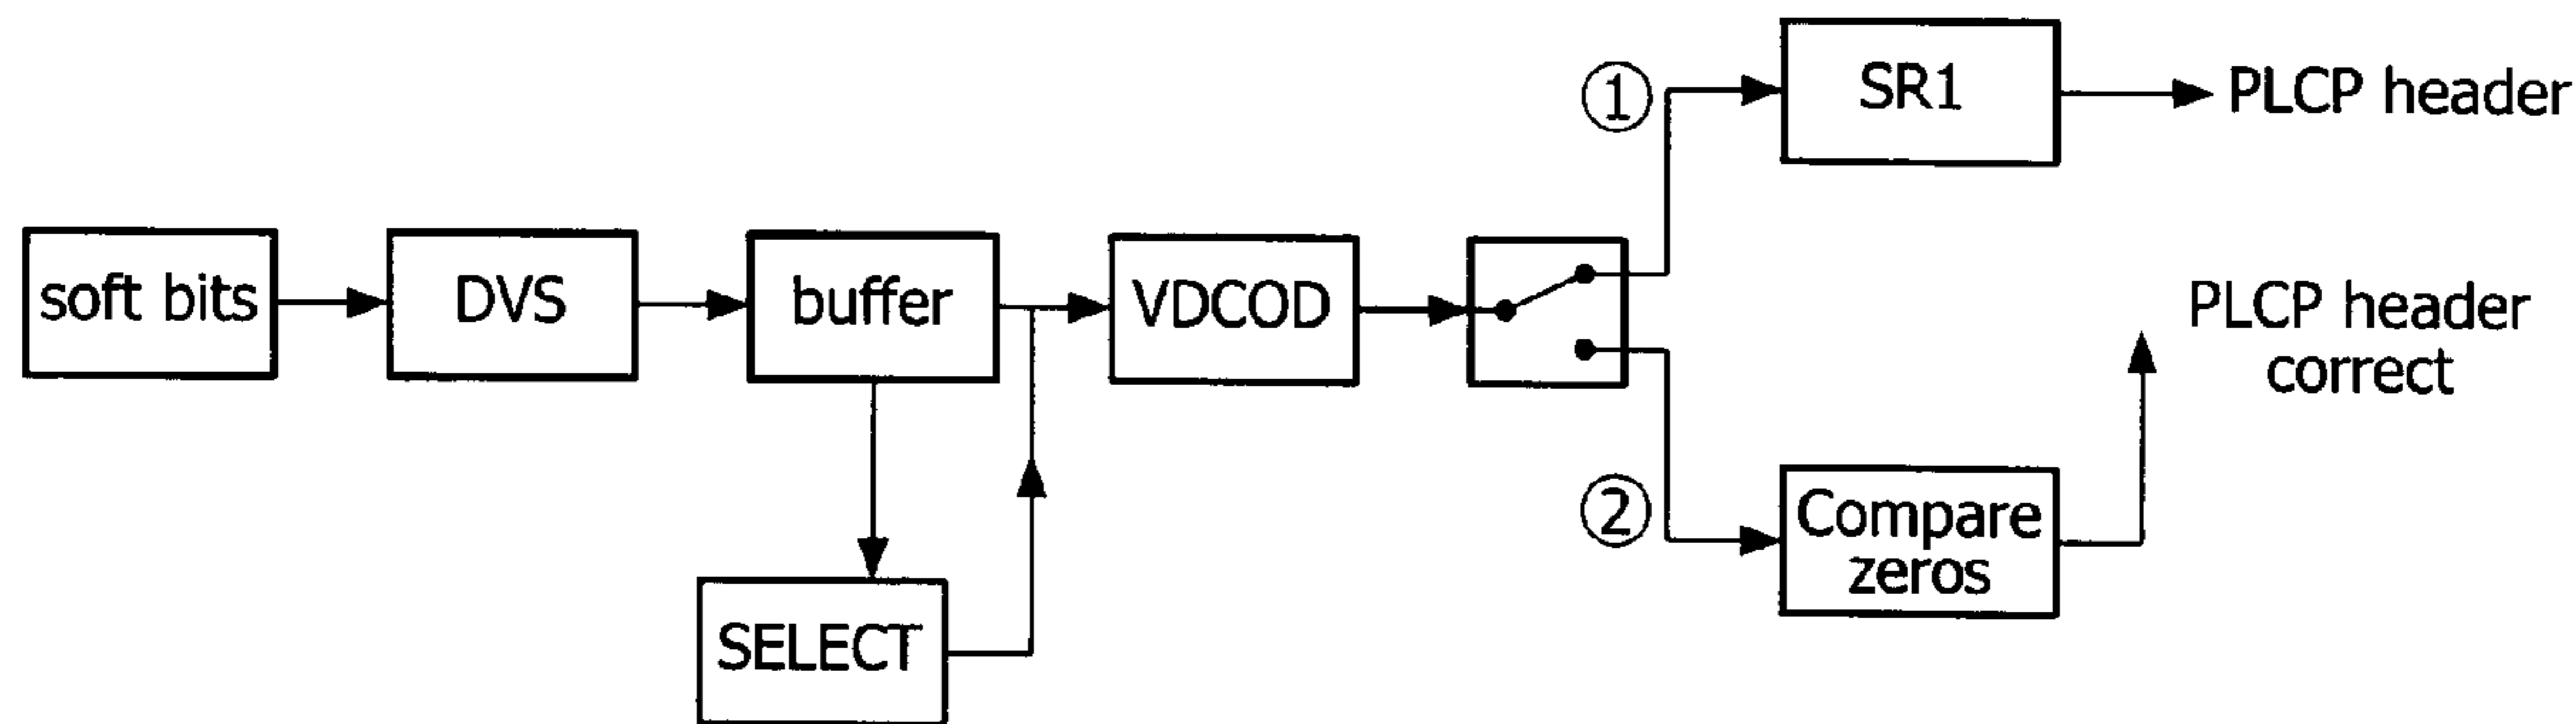 ①
SR1
PLCP header
soft bits
DVS
buffer
VDCOD
PLCP header
correct
②
Compare
zeros
SELECT